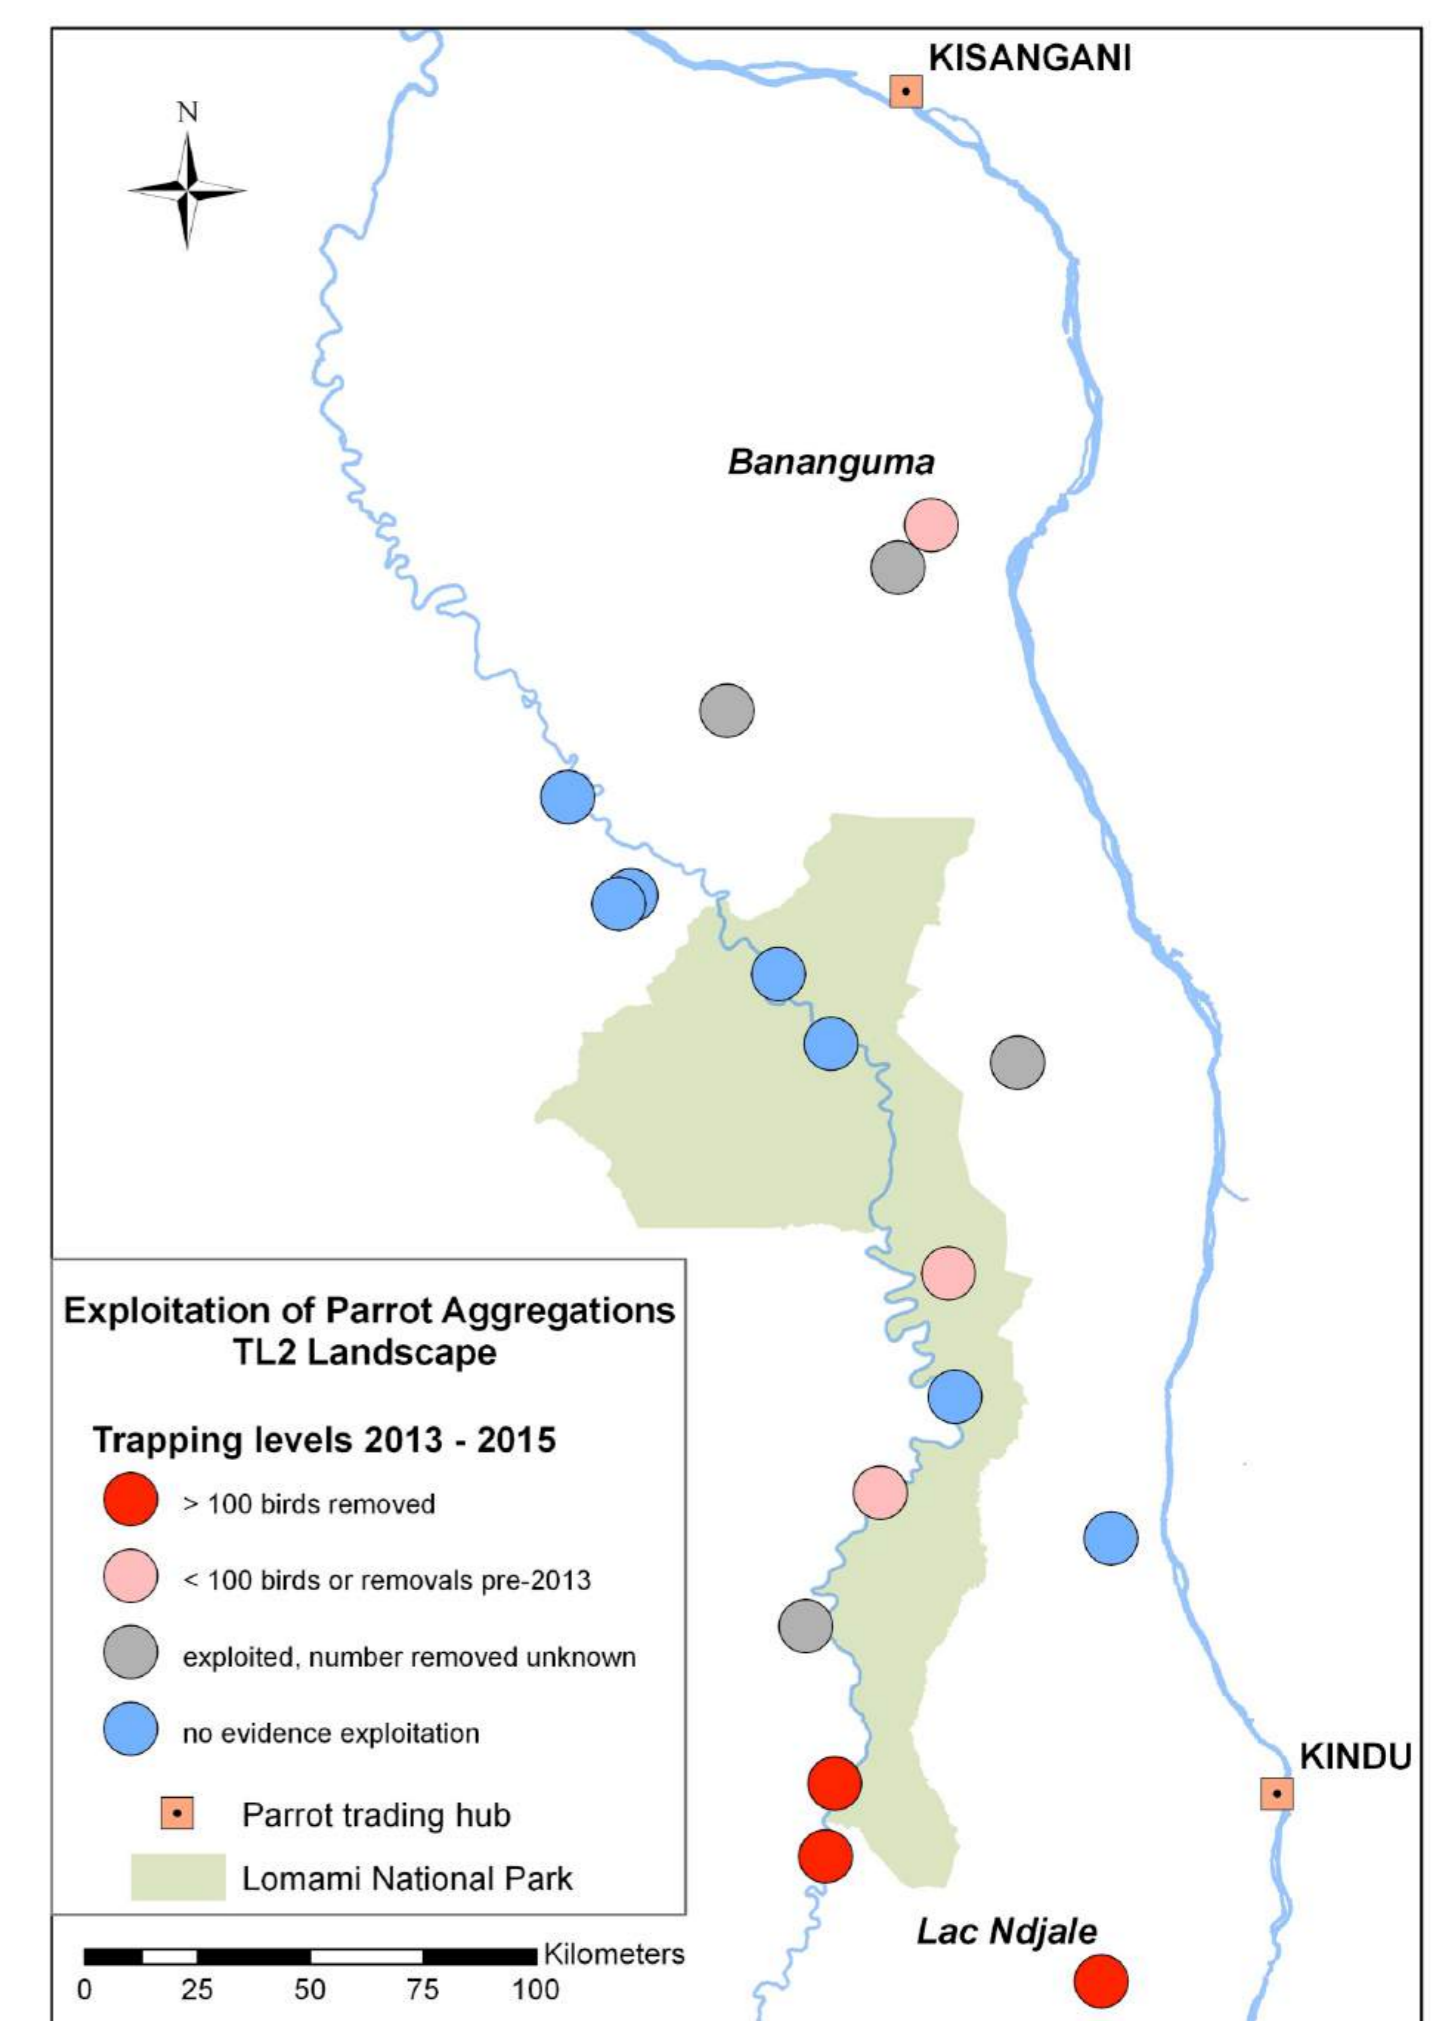 KISANGANI
N
Bananguma
Exploitation of Parrot Aggregations
TL2 Landscape
Trapping levels 2013 - 2015
> 100 birds removed
< 100 birds or removals pre-2013
exploited, number removed unknown
no evidence exploitation
Parrot trading hub
Lomami National Park
KINDU
Lac Ndjale
Kilometers
0 25 50 75 100